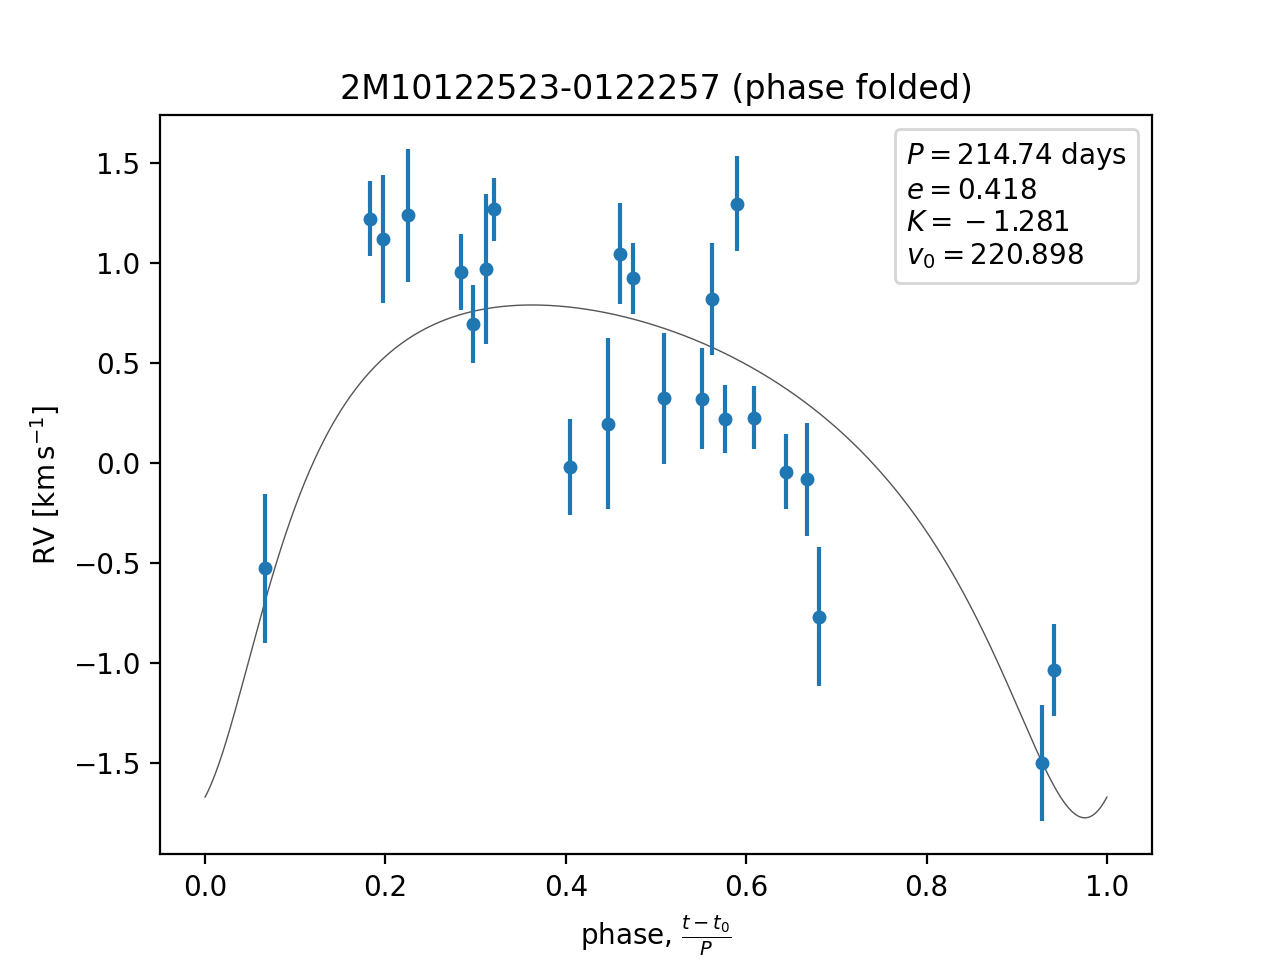 2M10122523-0122257 (phase folded)
P = 214.74 days
e = 0.418
K = −1.281
v₀ = 220.898
1.5
1.0
0.5
0.0
−0.5
−1.0
−1.5
RV [km s⁻¹]
0.0 0.2 0.4 0.6 0.8 1.0
phase, (t − t₀)/P